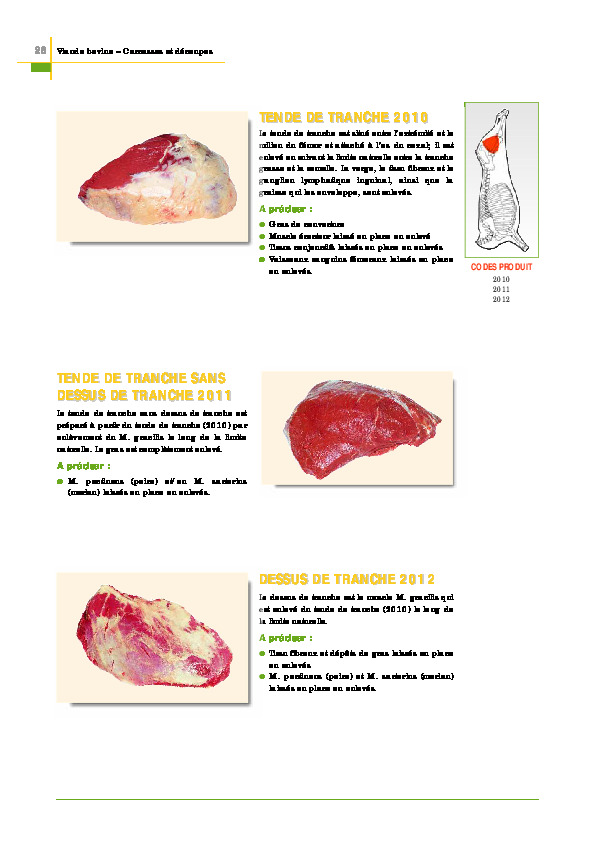 28
Viande bovine – Carcasses et découpes
TENDE DE TRANCHE 2010
Le tende de tranche est situé entre l'extrémité et le
milieu du fémur et attaché à l'os du coxal; il est
enlevé en suivant la limite naturelle entre la tranche
grasse et la semelle. La verge, le tissu fibreux et le
ganglion lymphatique inguinal, ainsi que la
graisse qui les enveloppe, sont enlevés.
A préciser :
● Gras de couverture
● Muscle érecteur laissé en place ou enlevé
● Tissu conjonctif laissés en place ou enlevés
● Vaisseaux sanguins fémoraux laissés en place
ou enlevés.
CODES PRODUIT
2010
2011
2012
TENDE DE TRANCHE SANS
DESSUS DE TRANCHE 2011
Le tende de tranche sans dessus de tranche est
préparé à partir du tende de tranche (2010) par
enlèvement du M. gracilis le long de la limite
naturelle. Le gras est complètement enlevé.
A préciser :
● M. pectineus (poire) et/ou M. sartorius
(merlan) laissés en place ou enlevés.
DESSUS DE TRANCHE 2012
Le dessus de tranche est le muscle M. gracilis qui
est enlevé du tende de tranche (2010) le long de
la limite naturelle.
A préciser :
● Tissu fibreux et dépôts de gras laissés en place
ou enlevés
● M. pectineus (poire) et M. sartorius (merlan)
laissés en place ou enlevés.